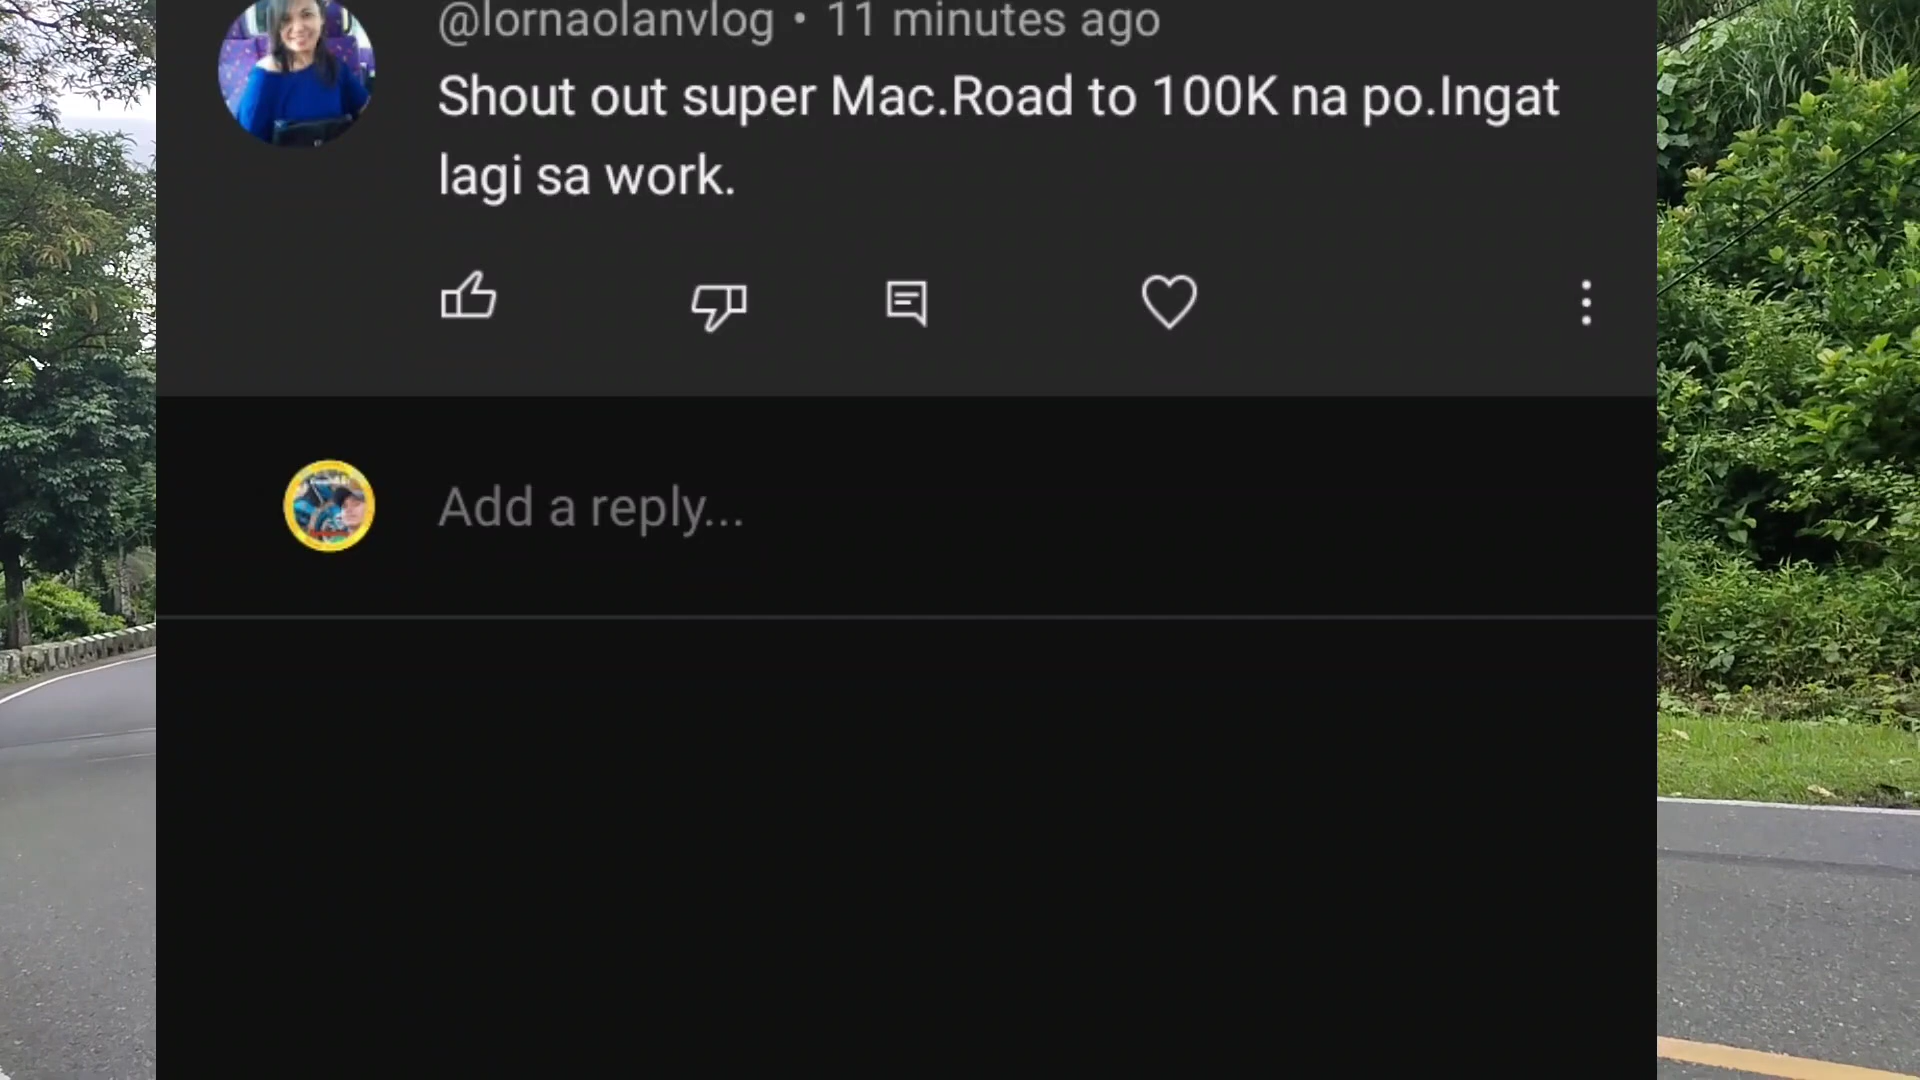 @lornaolanvlog • 11 minutes ago
Shout out super Mac.Road to 100K na po.Ingat
lagi sa work.
Add a reply...